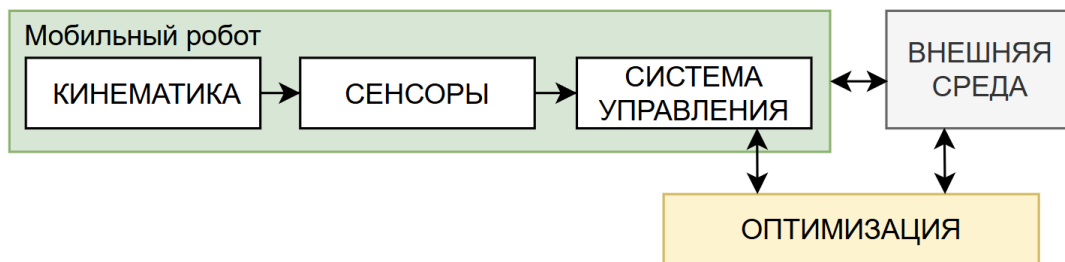 Мобильный робот
КИНЕМАТИКА
СЕНСОРЫ
СИСТЕМА
УПРАВЛЕНИЯ
ВНЕШНЯЯ
СРЕДА
ОПТИМИЗАЦИЯ